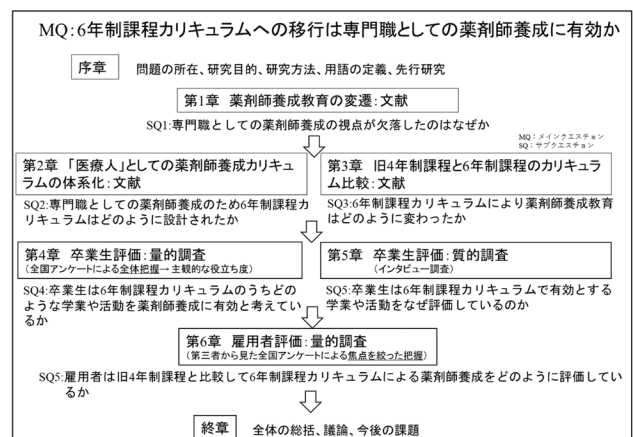 MQ:6年制課程カリキュラムへの移行は専門職としての薬剤師養成に有効か
序章 問題の所在、研究目的、研究方法、用語の定義、先行研究
第1章 薬剤師養成教育の変遷:文献
SQ1:専門職としての薬剤師養成の視点が欠落したのはなぜか
MQ:メインクエスチョン
SQ:サブクエスチョン
第2章 「医療人」としての薬剤師養成カリキュ
ラムの体系化:文献
SQ2:専門職としての薬剤師養成のため6年制課程カ
リキュラムはどのように設計されたか
第3章 旧4年制課程と6年制課程のカリキュラ
ム比較:文献
SQ3:6年制課程カリキュラムにより薬剤師養成教育
はどのように変わったか
第4章 卒業生評価:量的調査
(全国アンケートによる全体把握→主観的な役立ち度)
SQ4:卒業生は6年制課程カリキュラムのうちどの
ような学業や活動を薬剤師養成に有効と考えてい
るか
第5章 卒業生評価:質的調査
(インタビュー調査)
SQ5:卒業生は6年制課程カリキュラムで有効とする
学業や活動をなぜ評価しているのか
第6章 雇用者評価:量的調査
(第三者から見た全国アンケートによる焦点を絞った把握)
SQ5:雇用者は旧4年制課程と比較して6年制課程カリキュラムによる薬剤師養成をどのように評価してい
るか
終章 全体の総括、議論、今後の課題